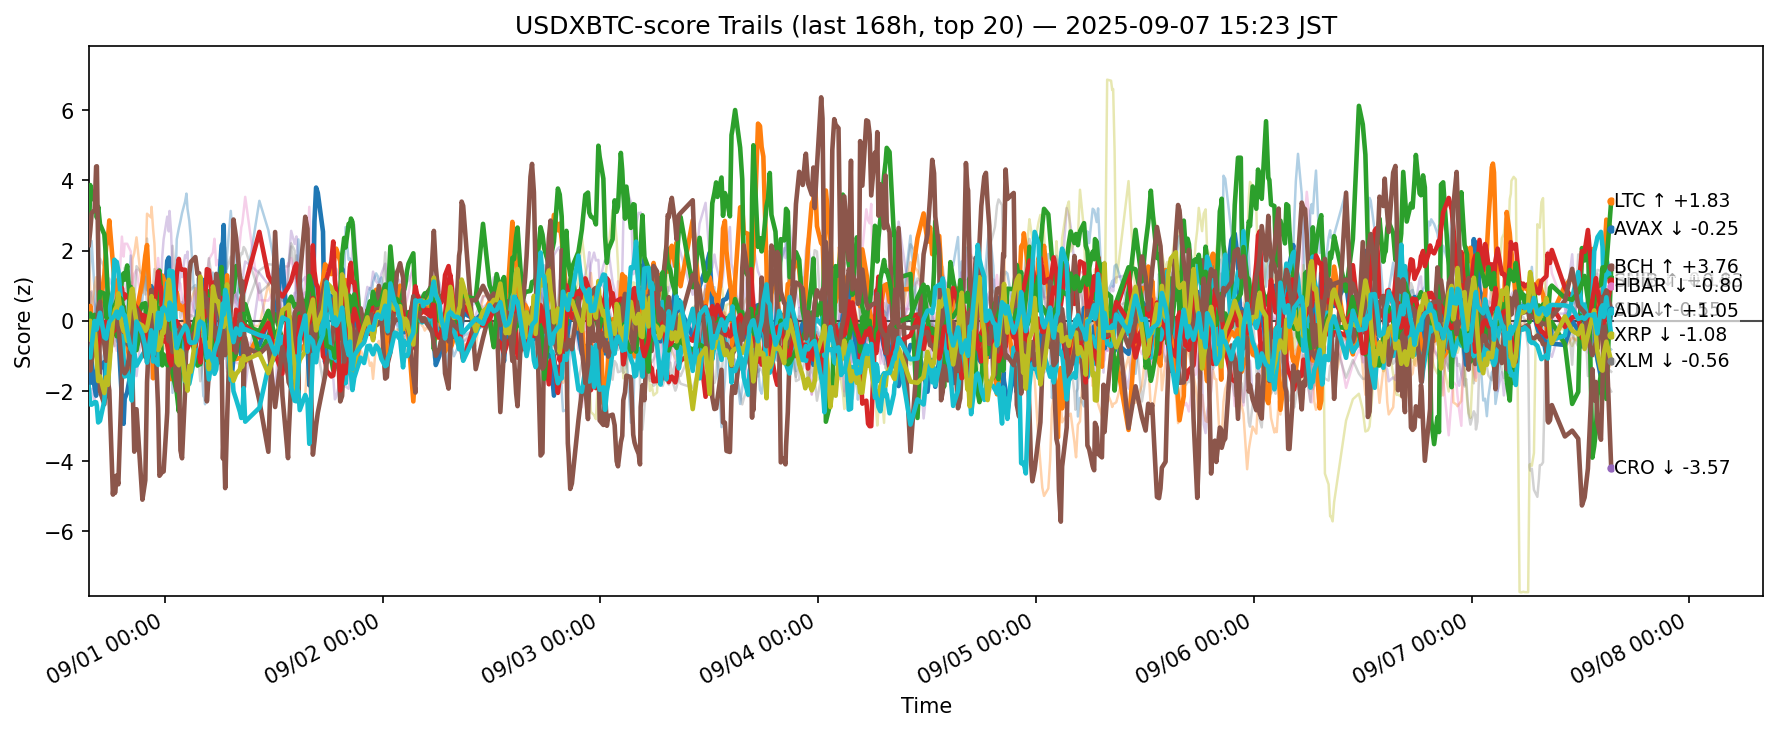 USDXBTC-score Trails (last 168h, top 20) — 2025-09-07 15:23 JST
Score (z)
6
4
2
0
−2
−4
−6
LTC ↑ +1.83
AVAX ↓ -0.25
BCH ↑ +3.76
HBAR ↓ -0.80
ADA ↑ +1.05
XRP ↓ -1.08
XLM ↓ -0.56
CRO ↓ -3.57
09/01 00:00
09/02 00:00
09/03 00:00
09/04 00:00
09/05 00:00
09/06 00:00
09/07 00:00
09/08 00:00
Time